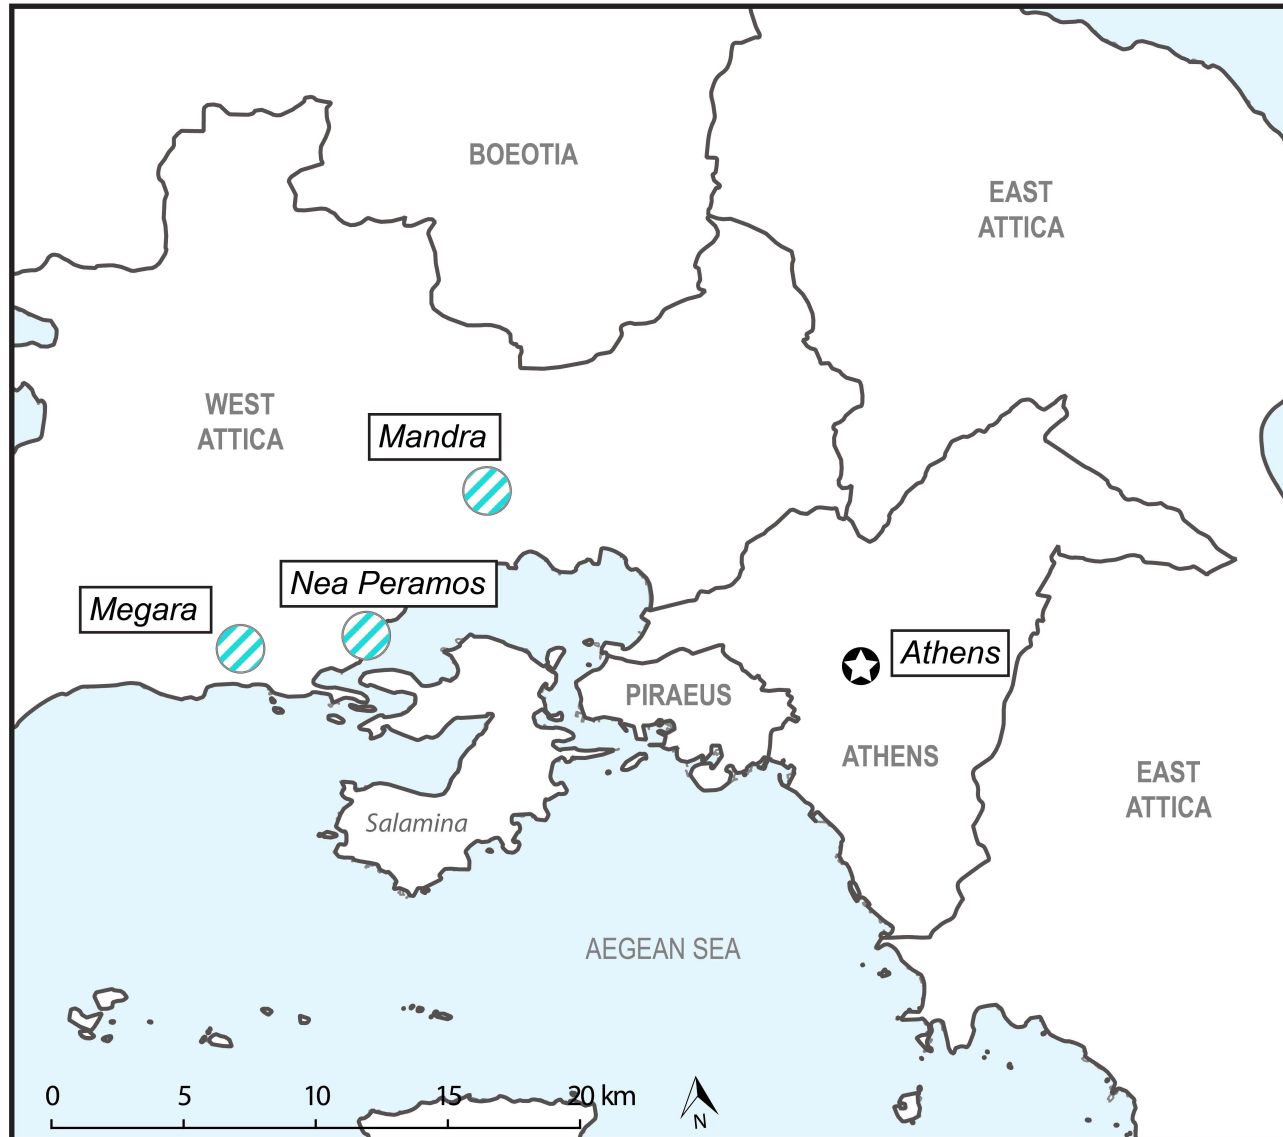 BOEOTIA
EAST
ATTICA
WEST
ATTICA
Mandra
Nea Peramos
Megara
Athens
PIRAEUS
ATHENS
EAST
ATTICA
Salamina
AEGEAN SEA
0 5 10 15 20 km
N